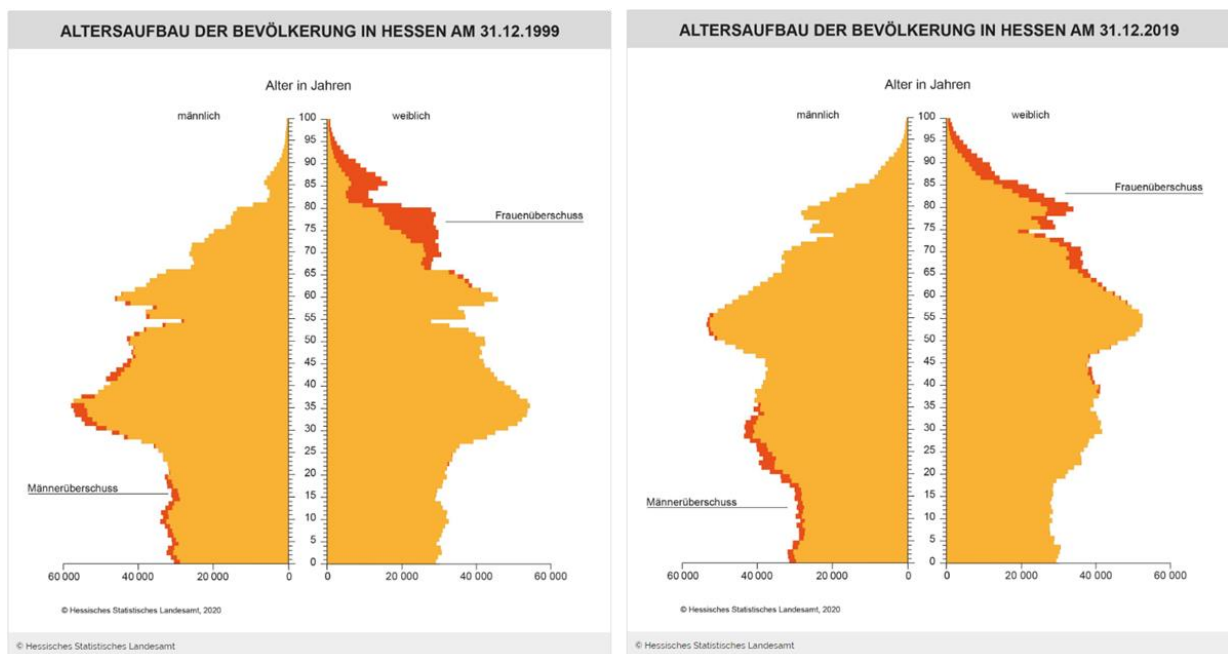 ALTERSAUFBAU DER BEVÖLKERUNG IN HESSEN AM 31.12.1999
Alter in Jahren
männlich
weiblich
100
95
90
85
80
75
70
65
60
55
50
45
40
35
30
25
20
15
10
5
0
Frauenüberschuss
Männerüberschuss
60 000 40 000 20 000 0 0 20 000 40 000 60 000
© Hessisches Statistisches Landesamt, 2020
© Hessisches Statistisches Landesamt
ALTERSAUFBAU DER BEVÖLKERUNG IN HESSEN AM 31.12.2019
Alter in Jahren
männlich
weiblich
100
95
90
85
80
75
70
65
60
55
50
45
40
35
30
25
20
15
10
5
0
Frauenüberschuss
Männerüberschuss
60 000 40 000 20 000 0 0 20 000 40 000 60 000
© Hessisches Statistisches Landesamt, 2020
© Hessisches Statistisches Landesamt